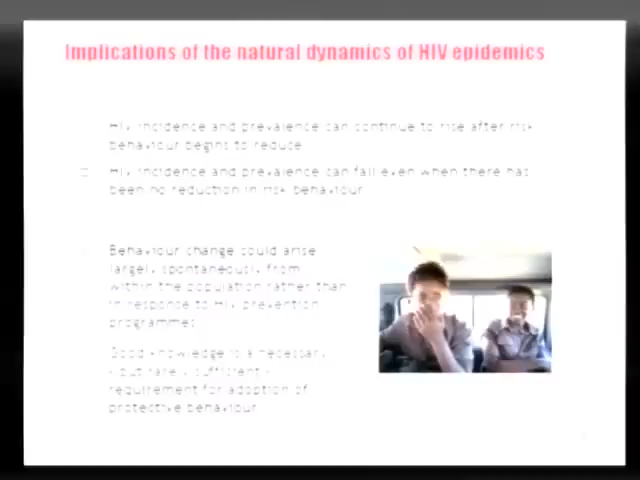 Implications of the natural dynamics of HIV epidemics
HIV incidence and prevalence can continue to rise after risk
behaviour begins to reduce
HIV incidence and prevalence can fall even when there has
been no reduction in risk behaviour
Behaviour change could arise
largely spontaneously from
within the population rather than
in response to HIV prevention
programmes
Good knowledge is a necessary
(but rarely sufficient)
requirement for adoption of
protective behaviour